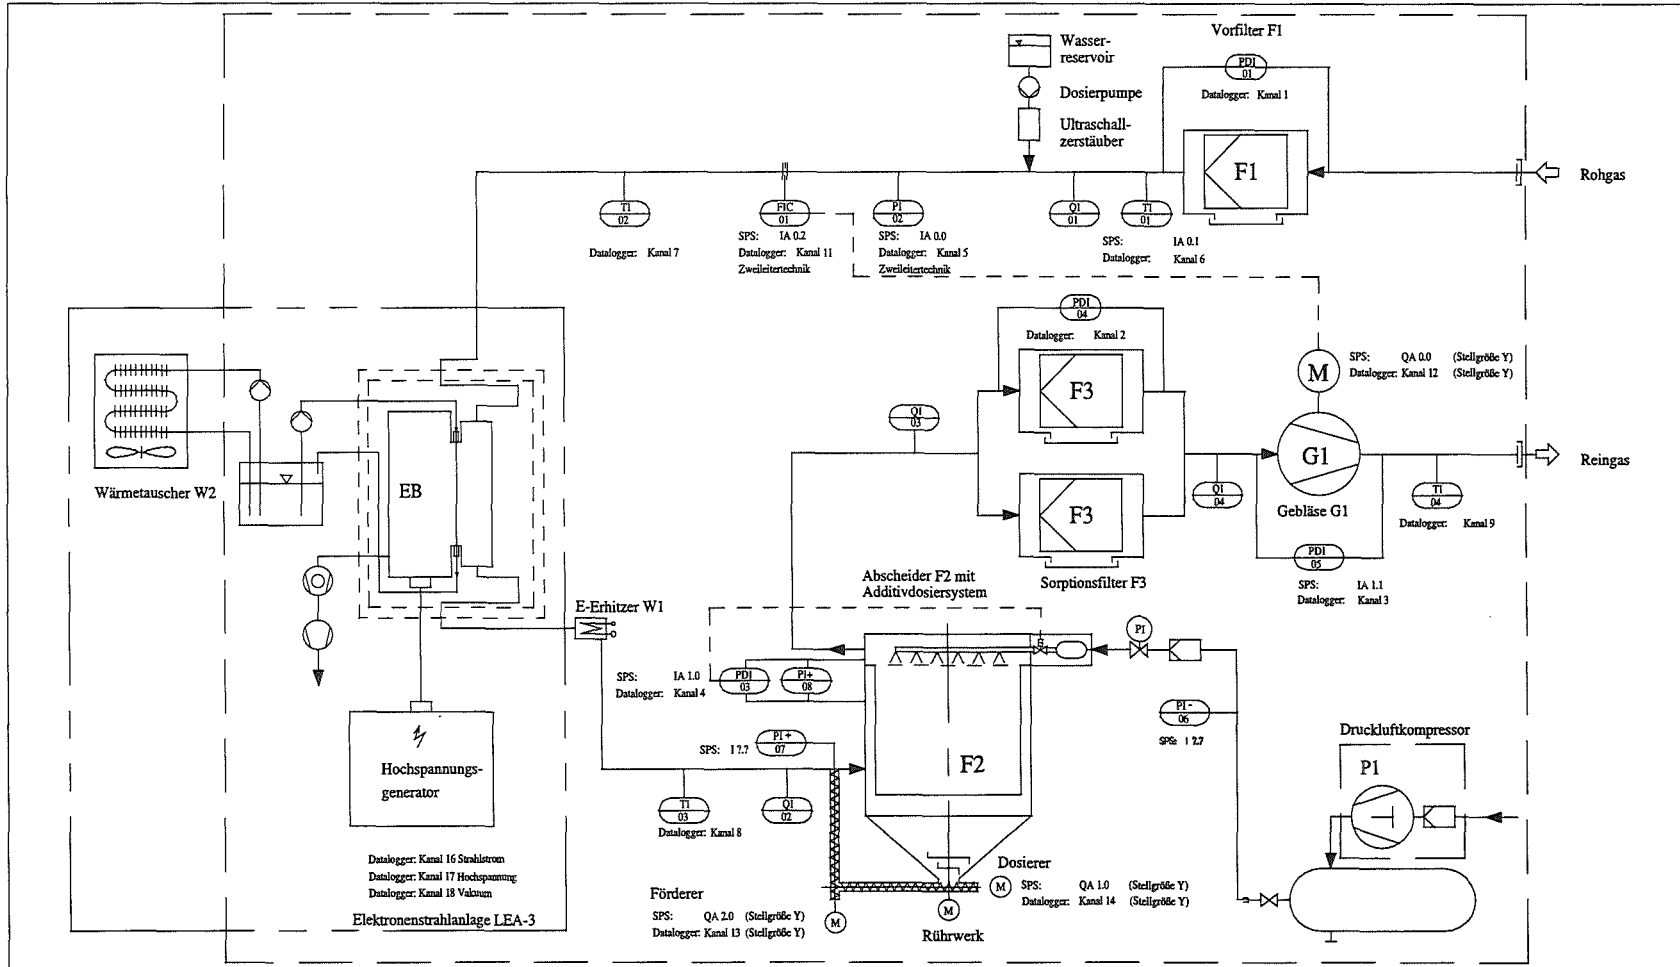 Vorfilter F1
Wasser-
reservoir
PDI
01
Datalogger: Kanal 1
Dosierpumpe
Ultraschall-
zerstäuber
F1
Rohgas
TI
02
Datalogger: Kanal 7
FIC
01
SPS: IA 0.2
Datalogger: Kanal 11
Zweileitertechnik
PI
02
SPS: IA 0.0
Datalogger: Kanal 5
Zweileitertechnik
QI
01
TI
01
SPS: IA 0.1
Datalogger: Kanal 6
PDI
04
Datalogger: Kanal 2
F3
M
SPS: QA 0.0 (Stellgröße Y)
Datalogger: Kanal 12 (Stellgröße Y)
QI
03
G1
Reingas
QI
04
Gebläse G1
TI
04
Datalogger: Kanal 9
F3
Sorptionsfilter F3
PDI
05
SPS: IA 1.1
Datalogger: Kanal 3
Wärmetauscher W2
EB
Abscheider F2 mit
Additivdosiersystem
E-Erhitzer W1
PI
SPS: IA 1.0
Datalogger: Kanal 4
PDI
03
PI+
08
PI -
06
SPS: I ?.?
SPS: I ?.?
PI +
07
F2
Druckluftkompressor
P1
Hochspannungs-
generator
TI
03
Datalogger: Kanal 8
QI
02
Datalogger: Kanal 16 Strahlstrom
Datalogger: Kanal 17 Hochspannung
Datalogger: Kanal 18 Vakuum
Elektronenstrahlanlage LEA-3
Förderer
SPS: QA 2.0 (Stellgröße Y)
Datalogger: Kanal 13 (Stellgröße Y)
M
M
Rührwerk
Dosierer
M
SPS: QA 1.0 (Stellgröße Y)
Datalogger: Kanal 14 (Stellgröße Y)